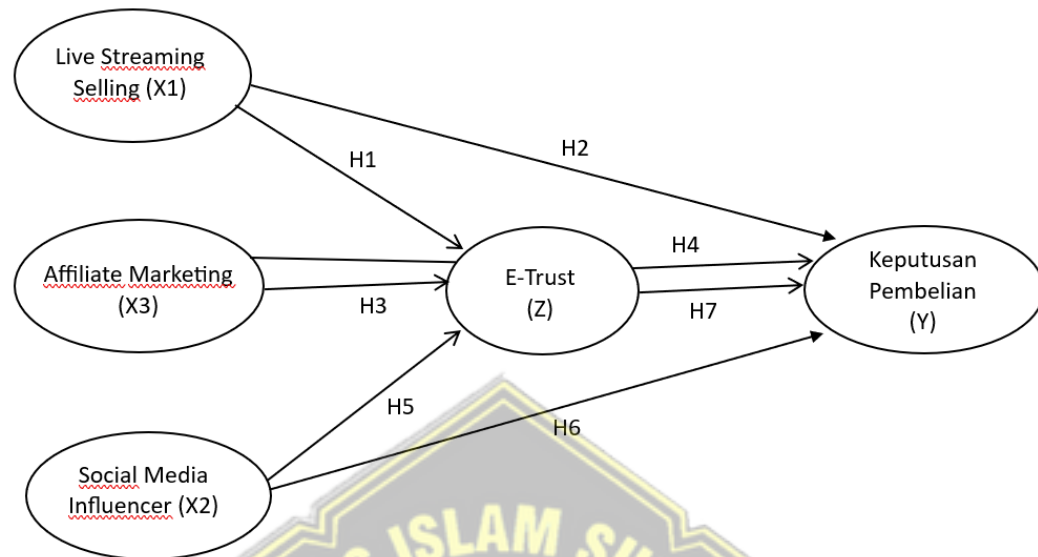 Live Streaming
Selling (X1)
H2
H1
Affiliate Marketing
(X3)
H3
E-Trust
(Z)
H4
H7
Keputusan
Pembelian
(Y)
H5
H6
Social Media
Influencer (X2)
ISLAM